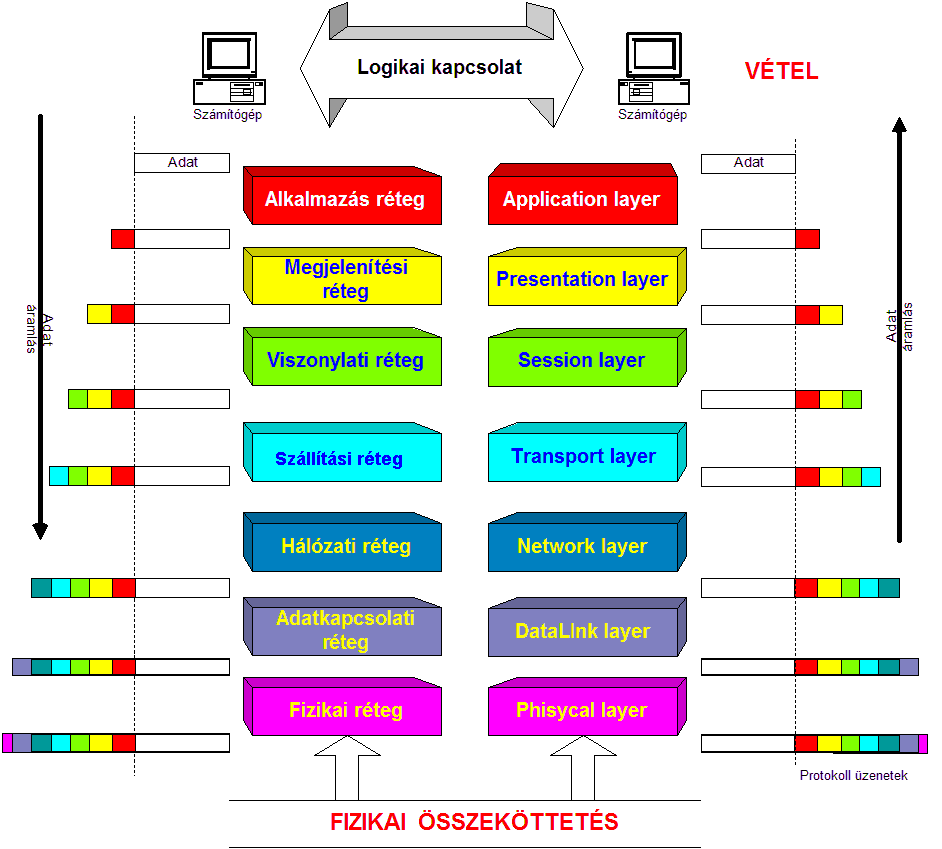 Logikai kapcsolat
VÉTEL
Számítógép
Számítógép
Adat
Adat
Alkalmazás réteg
Application layer
Megjelenítési
réteg
Presentation layer
Adat
áramlás
Adat
áramlás
Viszonylati réteg
Session layer
Szállítási réteg
Transport layer
Hálózati réteg
Network layer
Adatkapcsolati
réteg
DataLInk layer
Fizikai réteg
Phisycal layer
Protokoll üzenetek
FIZIKAI ÖSSZEKÖTTETÉS